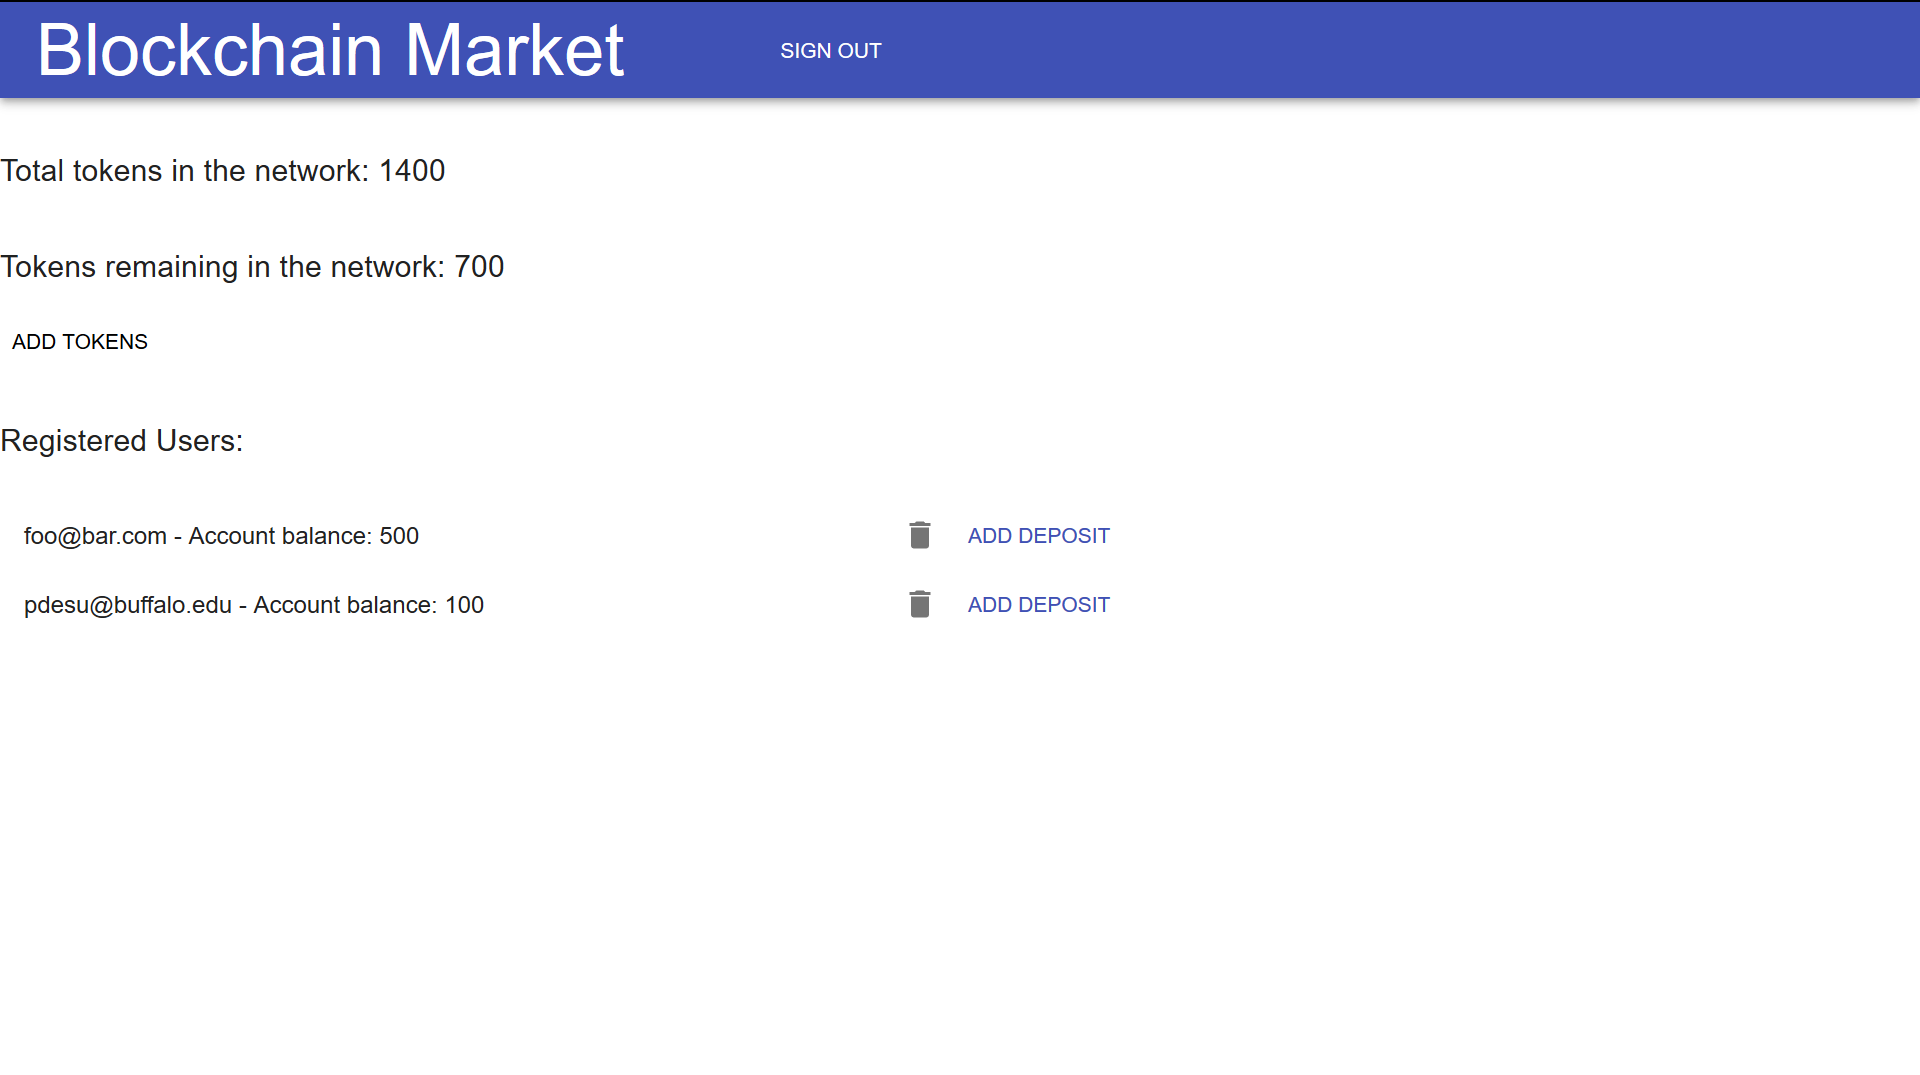 Blockchain Market
SIGN OUT
Total tokens in the network: 1400
Tokens remaining in the network: 700
ADD TOKENS
Registered Users:
foo@bar.com - Account balance: 500 ADD DEPOSIT
pdesu@buffalo.edu - Account balance: 100 ADD DEPOSIT